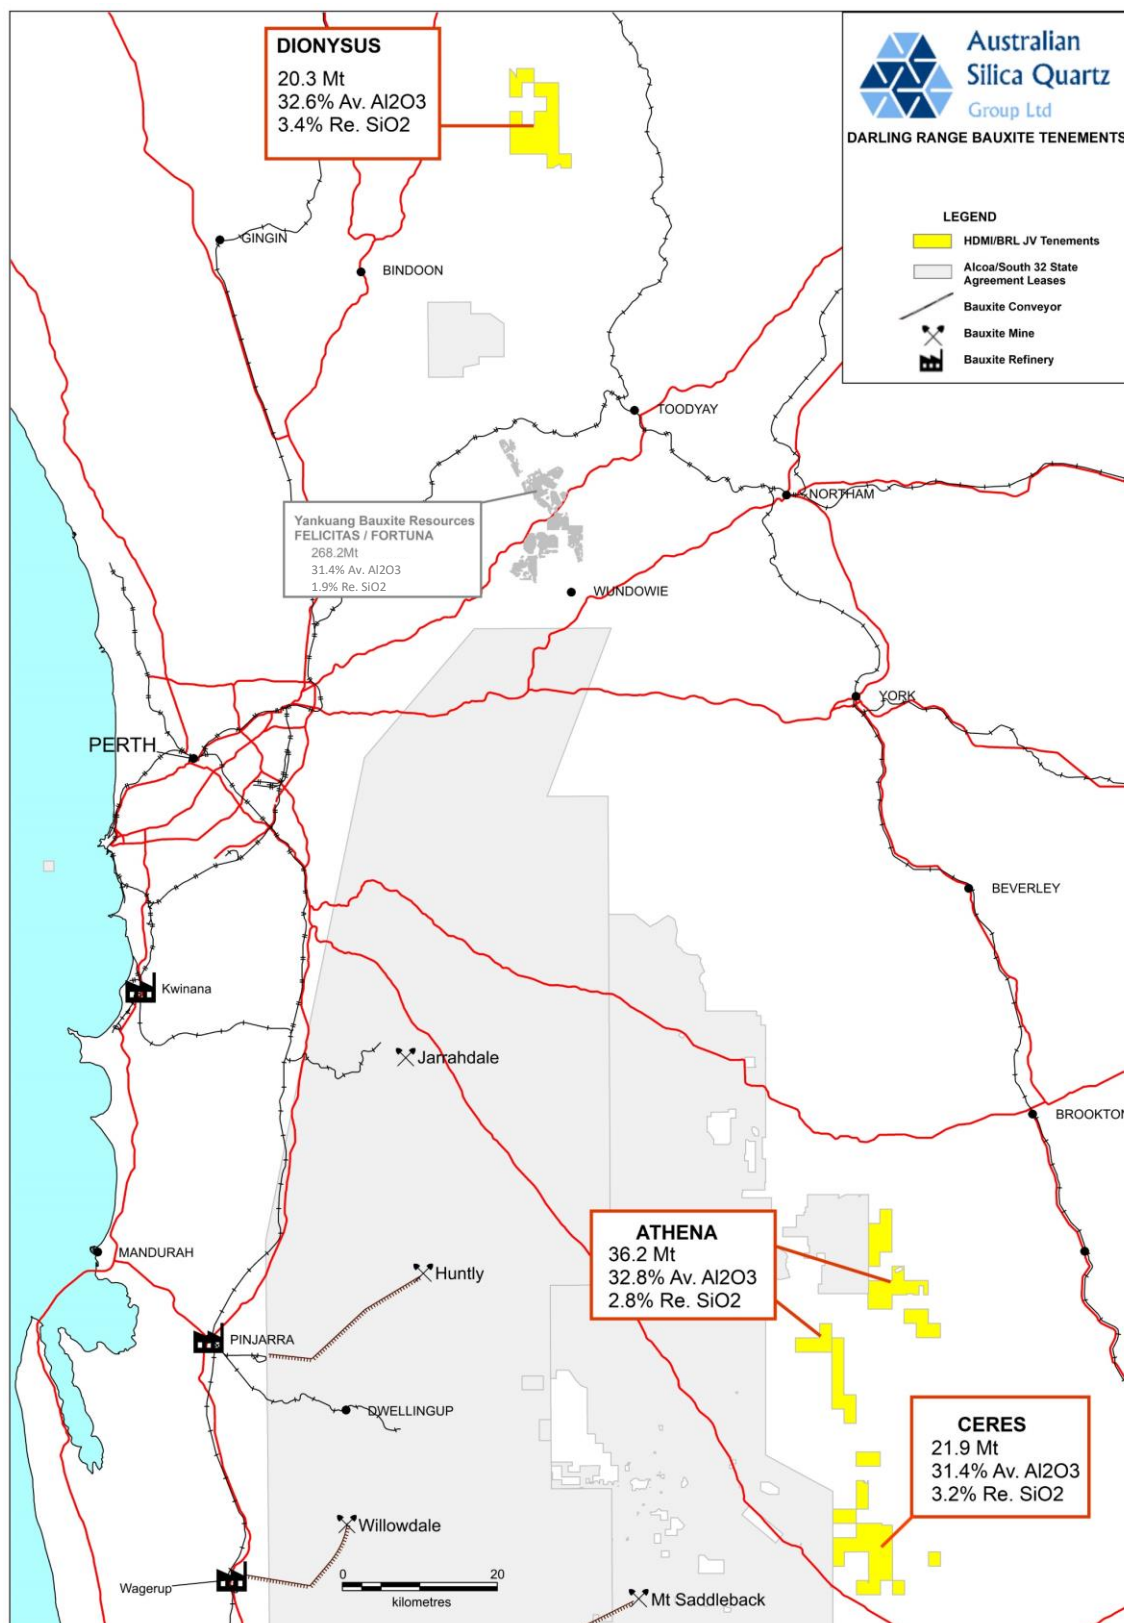 DIONYSUS
20.3 Mt
32.6% Av. Al2O3
3.4% Re. SiO2
Australian
Silica Quartz
Group Ltd
DARLING RANGE BAUXITE TENEMENTS
LEGEND
HDMI/BRL JV Tenements
Alcoa/South 32 State
Agreement Leases
Bauxite Conveyor
Bauxite Mine
Bauxite Refinery
GINGIN
BINDOON
TOODYAY
NORTHAM
Yankuang Bauxite Resources
FELICITAS / FORTUNA
268.2Mt
31.4% Av. Al2O3
1.9% Re. SiO2
WUNDOWIE
YORK
PERTH
BEVERLEY
Kwinana
Jarrahdale
BROOKTON
MANDURAH
ATHENA
36.2 Mt
32.8% Av. Al2O3
2.8% Re. SiO2
Huntly
PINJARRA
DWELLINGUP
CERES
21.9 Mt
31.4% Av. Al2O3
3.2% Re. SiO2
Willowdale
Wagerup
0 20
kilometres
Mt Saddleback